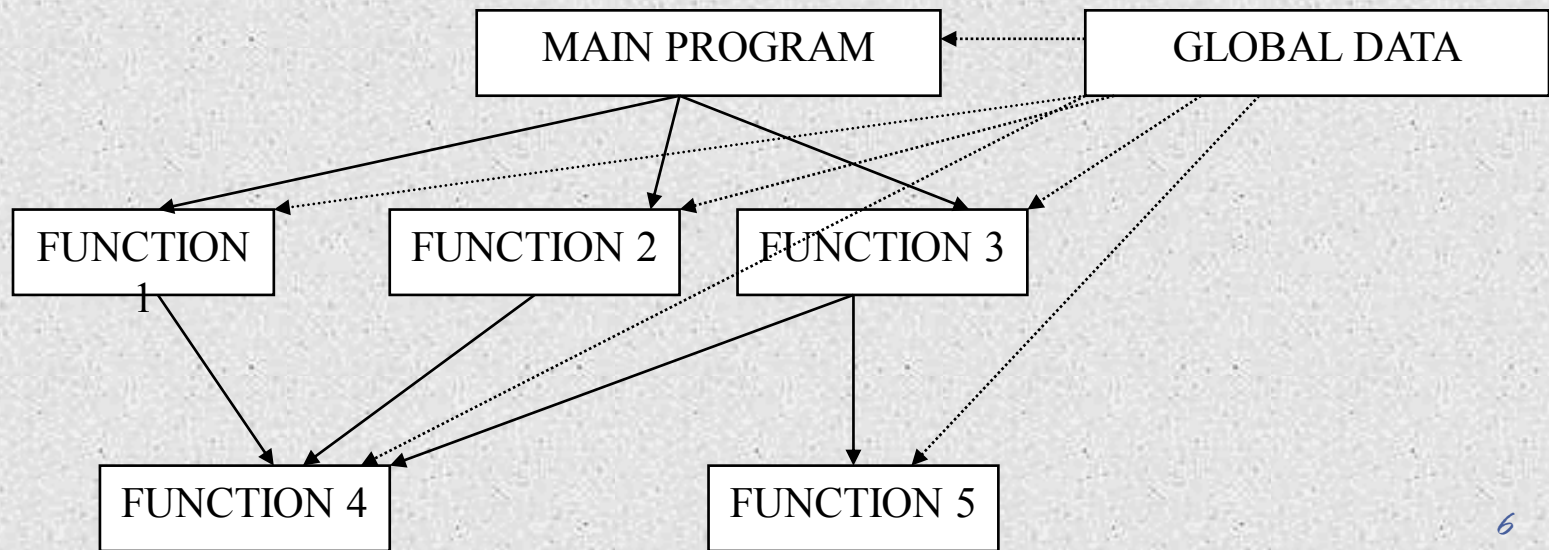 MAIN PROGRAM
GLOBAL DATA
FUNCTION
1
FUNCTION 2
FUNCTION 3
FUNCTION 4
FUNCTION 5
6